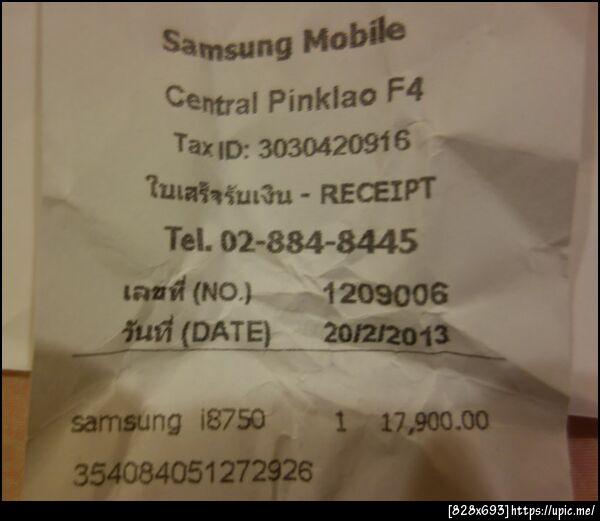 Samsung Mobile
Central Pinklao F4
Tax ID: 3030420916
ใบเสร็จรับเงิน - RECEIPT
Tel. 02-884-8445
เลขที่ (NO.) 1209006
วันที่ (DATE) 20/2/2013
samsung i8750 1 17,900.00
354084051272926
[828x693]https://upic.me/